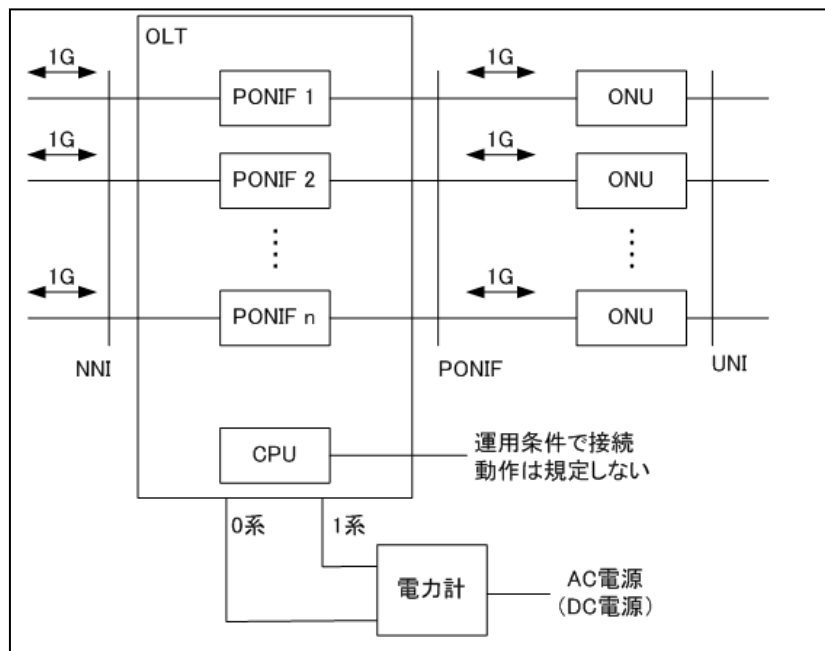 OLT
1G
1G
PONIF 1
ONU
1G
1G
PONIF 2
ONU
1G
1G
PONIF n
ONU
NNI
PONIF
UNI
CPU
運用条件で接続
動作は規定しない
0系
1系
電力計
AC電源
(DC電源)